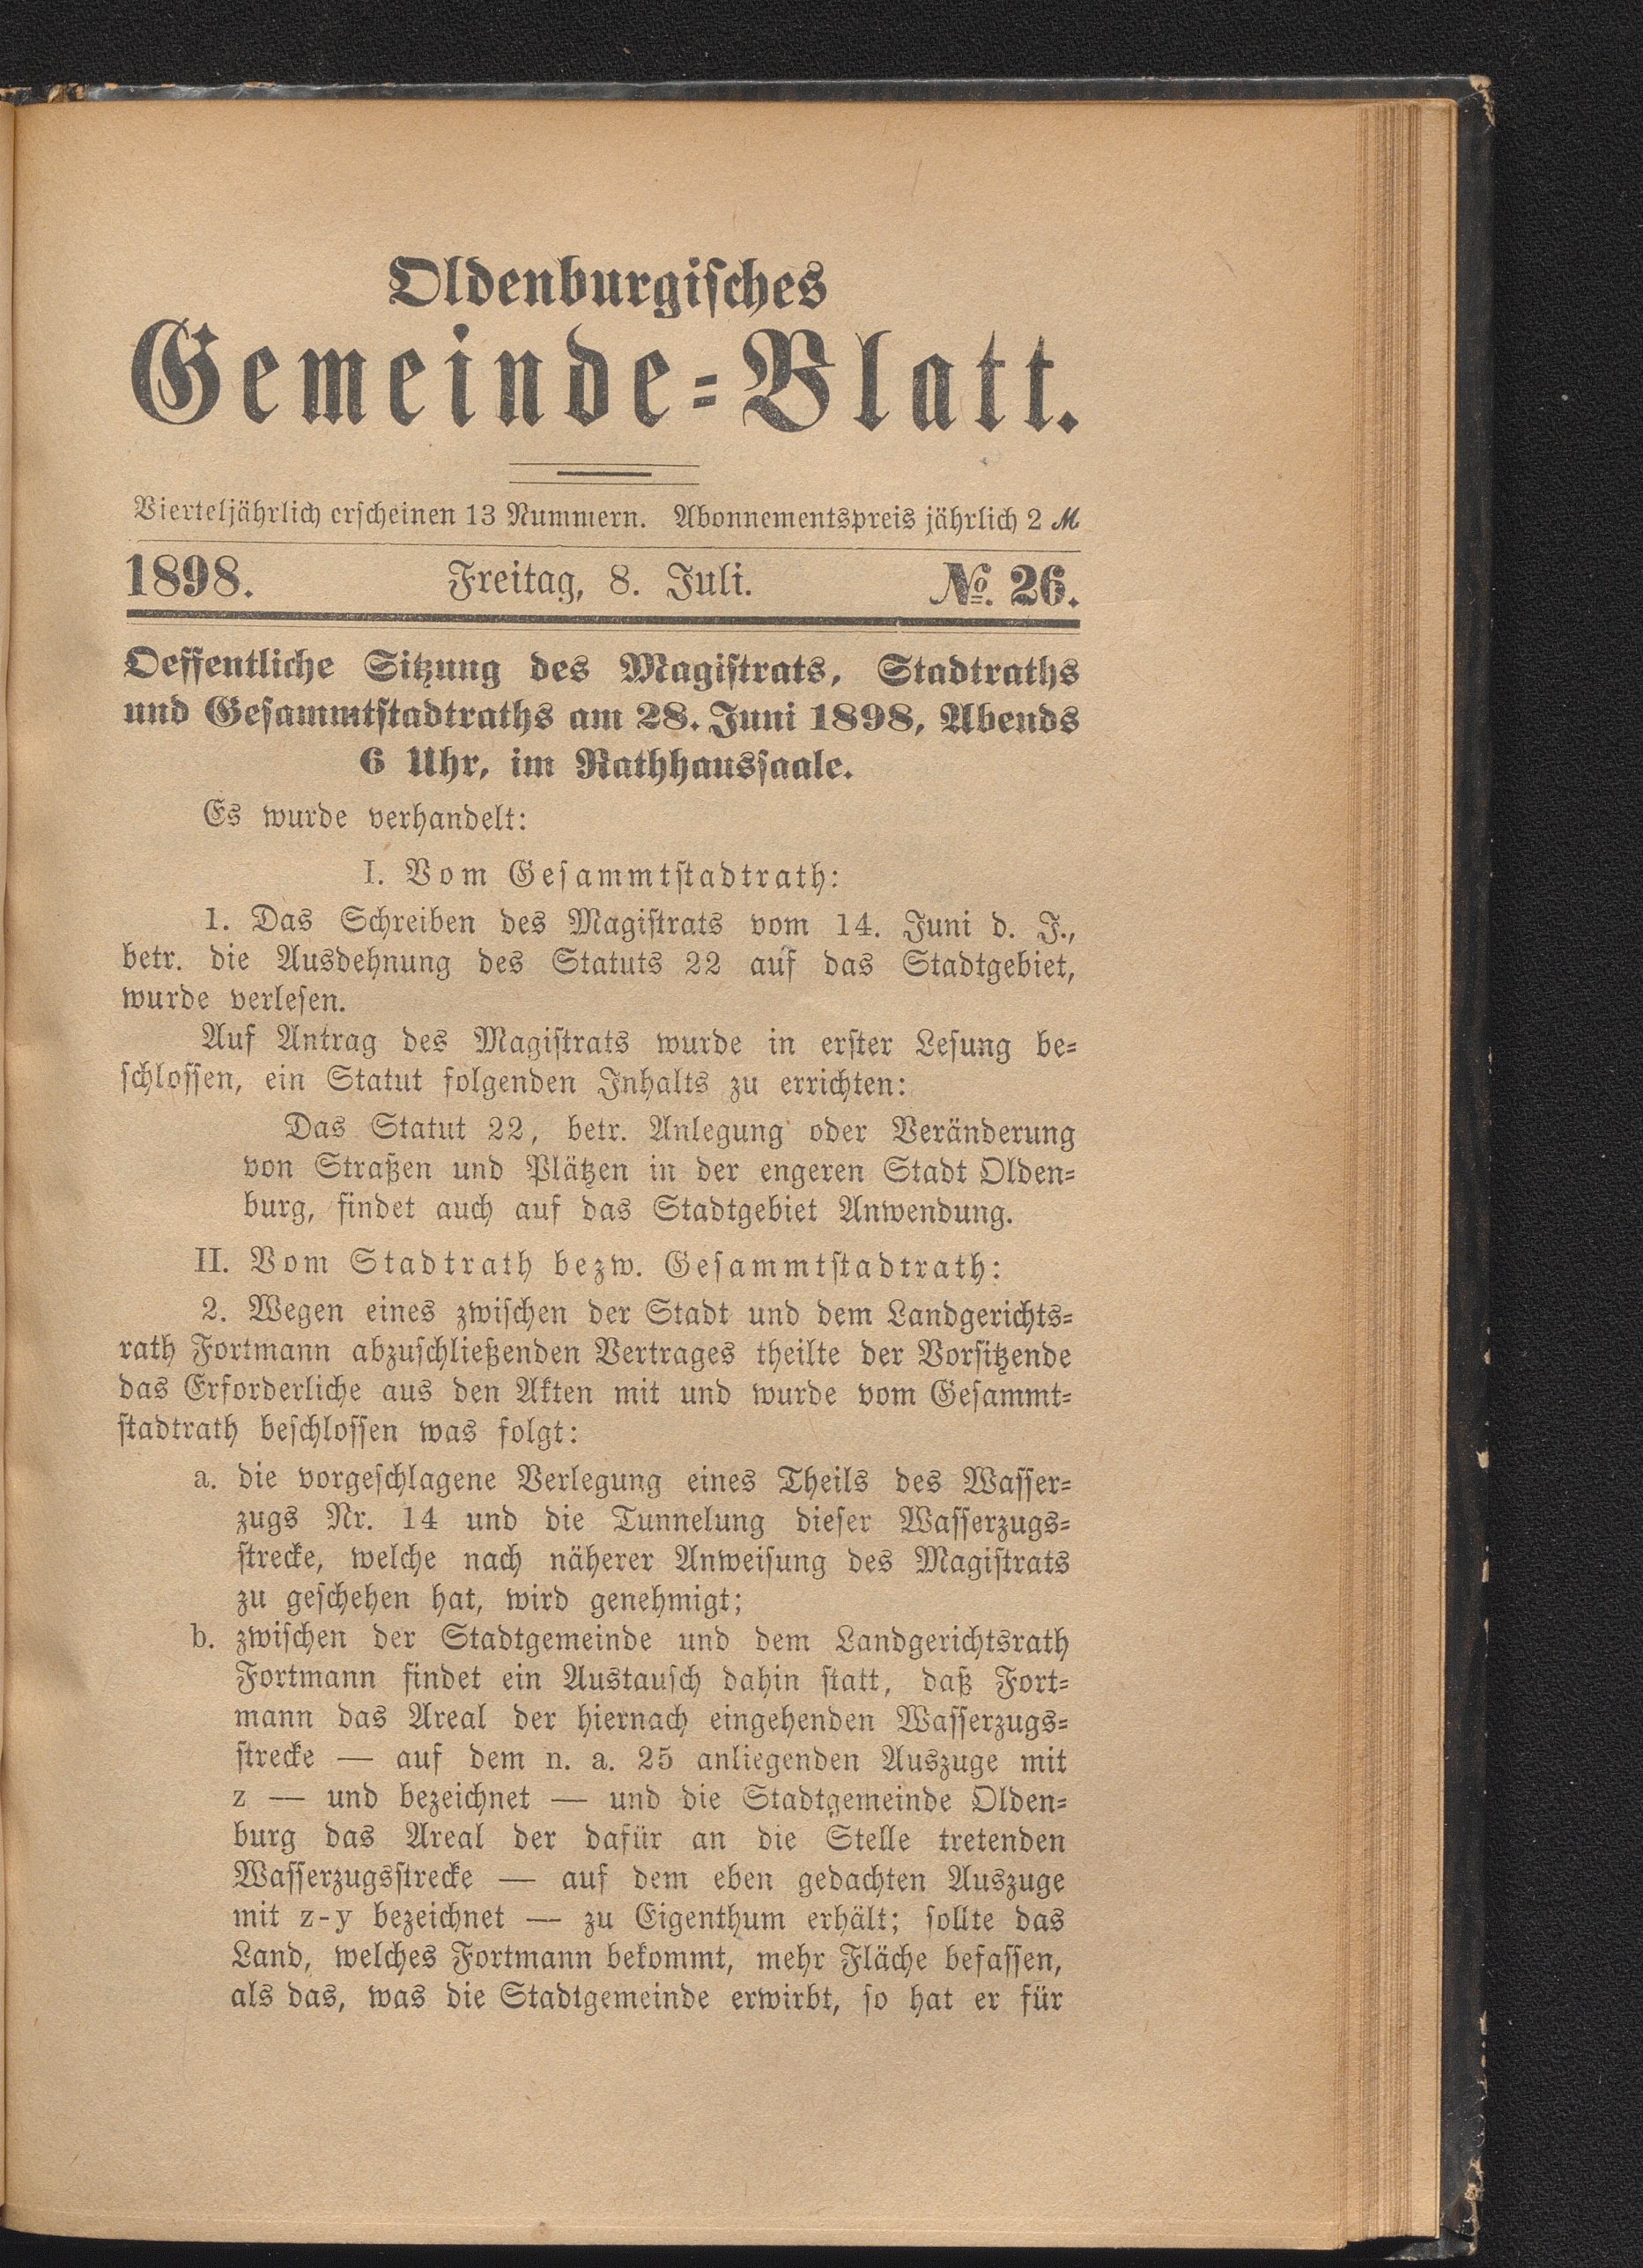 Oldenburgisches
Gemeinde-Blatt.
Vierteljährlich erscheinen 13 Nummern. Abonnementspreis jährlich 2 ℳ
1898. Freitag, 8. Juli. №. 26.
Oeffentliche Sitzung des Magistrats, Stadtraths
und Gesammtstadtraths am 28. Juni 1898, Abends
6 Uhr, im Rathhaussaale.
Es wurde verhandelt:
I. Vom Gesammtstadtrath:
1. Das Schreiben des Magistrats vom 14. Juni d. J.,
betr. die Ausdehnung des Statuts 22 auf das Stadtgebiet,
wurde verlesen.
Auf Antrag des Magistrats wurde in erster Lesung be-
schlossen, ein Statut folgenden Inhalts zu errichten:
Das Statut 22, betr. Anlegung oder Veränderung
von Straßen und Plätzen in der engeren Stadt Olden-
burg, findet auch auf das Stadtgebiet Anwendung.
II. Vom Stadtrath bezw. Gesammtstadtrath:
2. Wegen eines zwischen der Stadt und dem Landgerichts-
rath Fortmann abzuschließenden Vertrages theilte der Vorsitzende
das Erforderliche aus den Akten mit und wurde vom Gesammt-
stadtrath beschlossen was folgt:
a. die vorgeschlagene Verlegung eines Theils des Wasser-
zugs Nr. 14 und die Tunnelung dieser Wasserzugs-
strecke, welche nach näherer Anweisung des Magistrats
zu geschehen hat, wird genehmigt;
b. zwischen der Stadtgemeinde und dem Landgerichtsrath
Fortmann findet ein Austausch dahin statt, daß Fort-
mann das Areal der hiernach eingehenden Wasserzugs-
strecke — auf dem n. a. 25 anliegenden Auszuge mit
z — und bezeichnet — und die Stadtgemeinde Olden-
burg das Areal der dafür an die Stelle tretenden
Wasserzugsstrecke — auf dem eben gedachten Auszuge
mit z-y bezeichnet — zu Eigenthum erhält; sollte das
Land, welches Fortmann bekommt, mehr Fläche befassen,
als das, was die Stadtgemeinde erwirbt, so hat er für